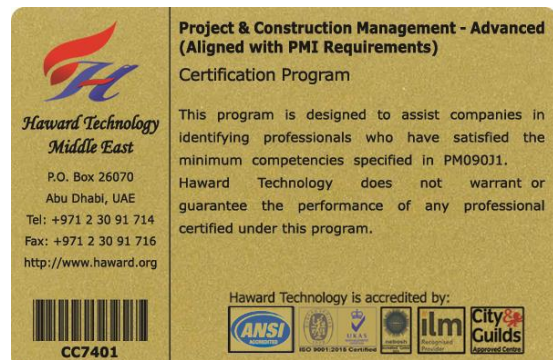 Haward Technology
Middle East
P.O. Box 26070
Abu Dhabi, UAE
Tel: +971 2 30 91 714
Fax: +971 2 30 91 716
http://www.haward.org
CC7401
Project & Construction Management - Advanced
(Aligned with PMI Requirements)
Certification Program
This program is designed to assist companies in
identifying professionals who have satisfied the
minimum competencies specified in PM090J1.
Haward Technology does not warrant or
guarantee the performance of any professional
certified under this program.
Haward Technology is accredited by:
ANSI
ACCREDITED
UKAS
ISO 9001:2015 Certified
ilm
Recognised
Provider
City&
Guilds
Approved Centre